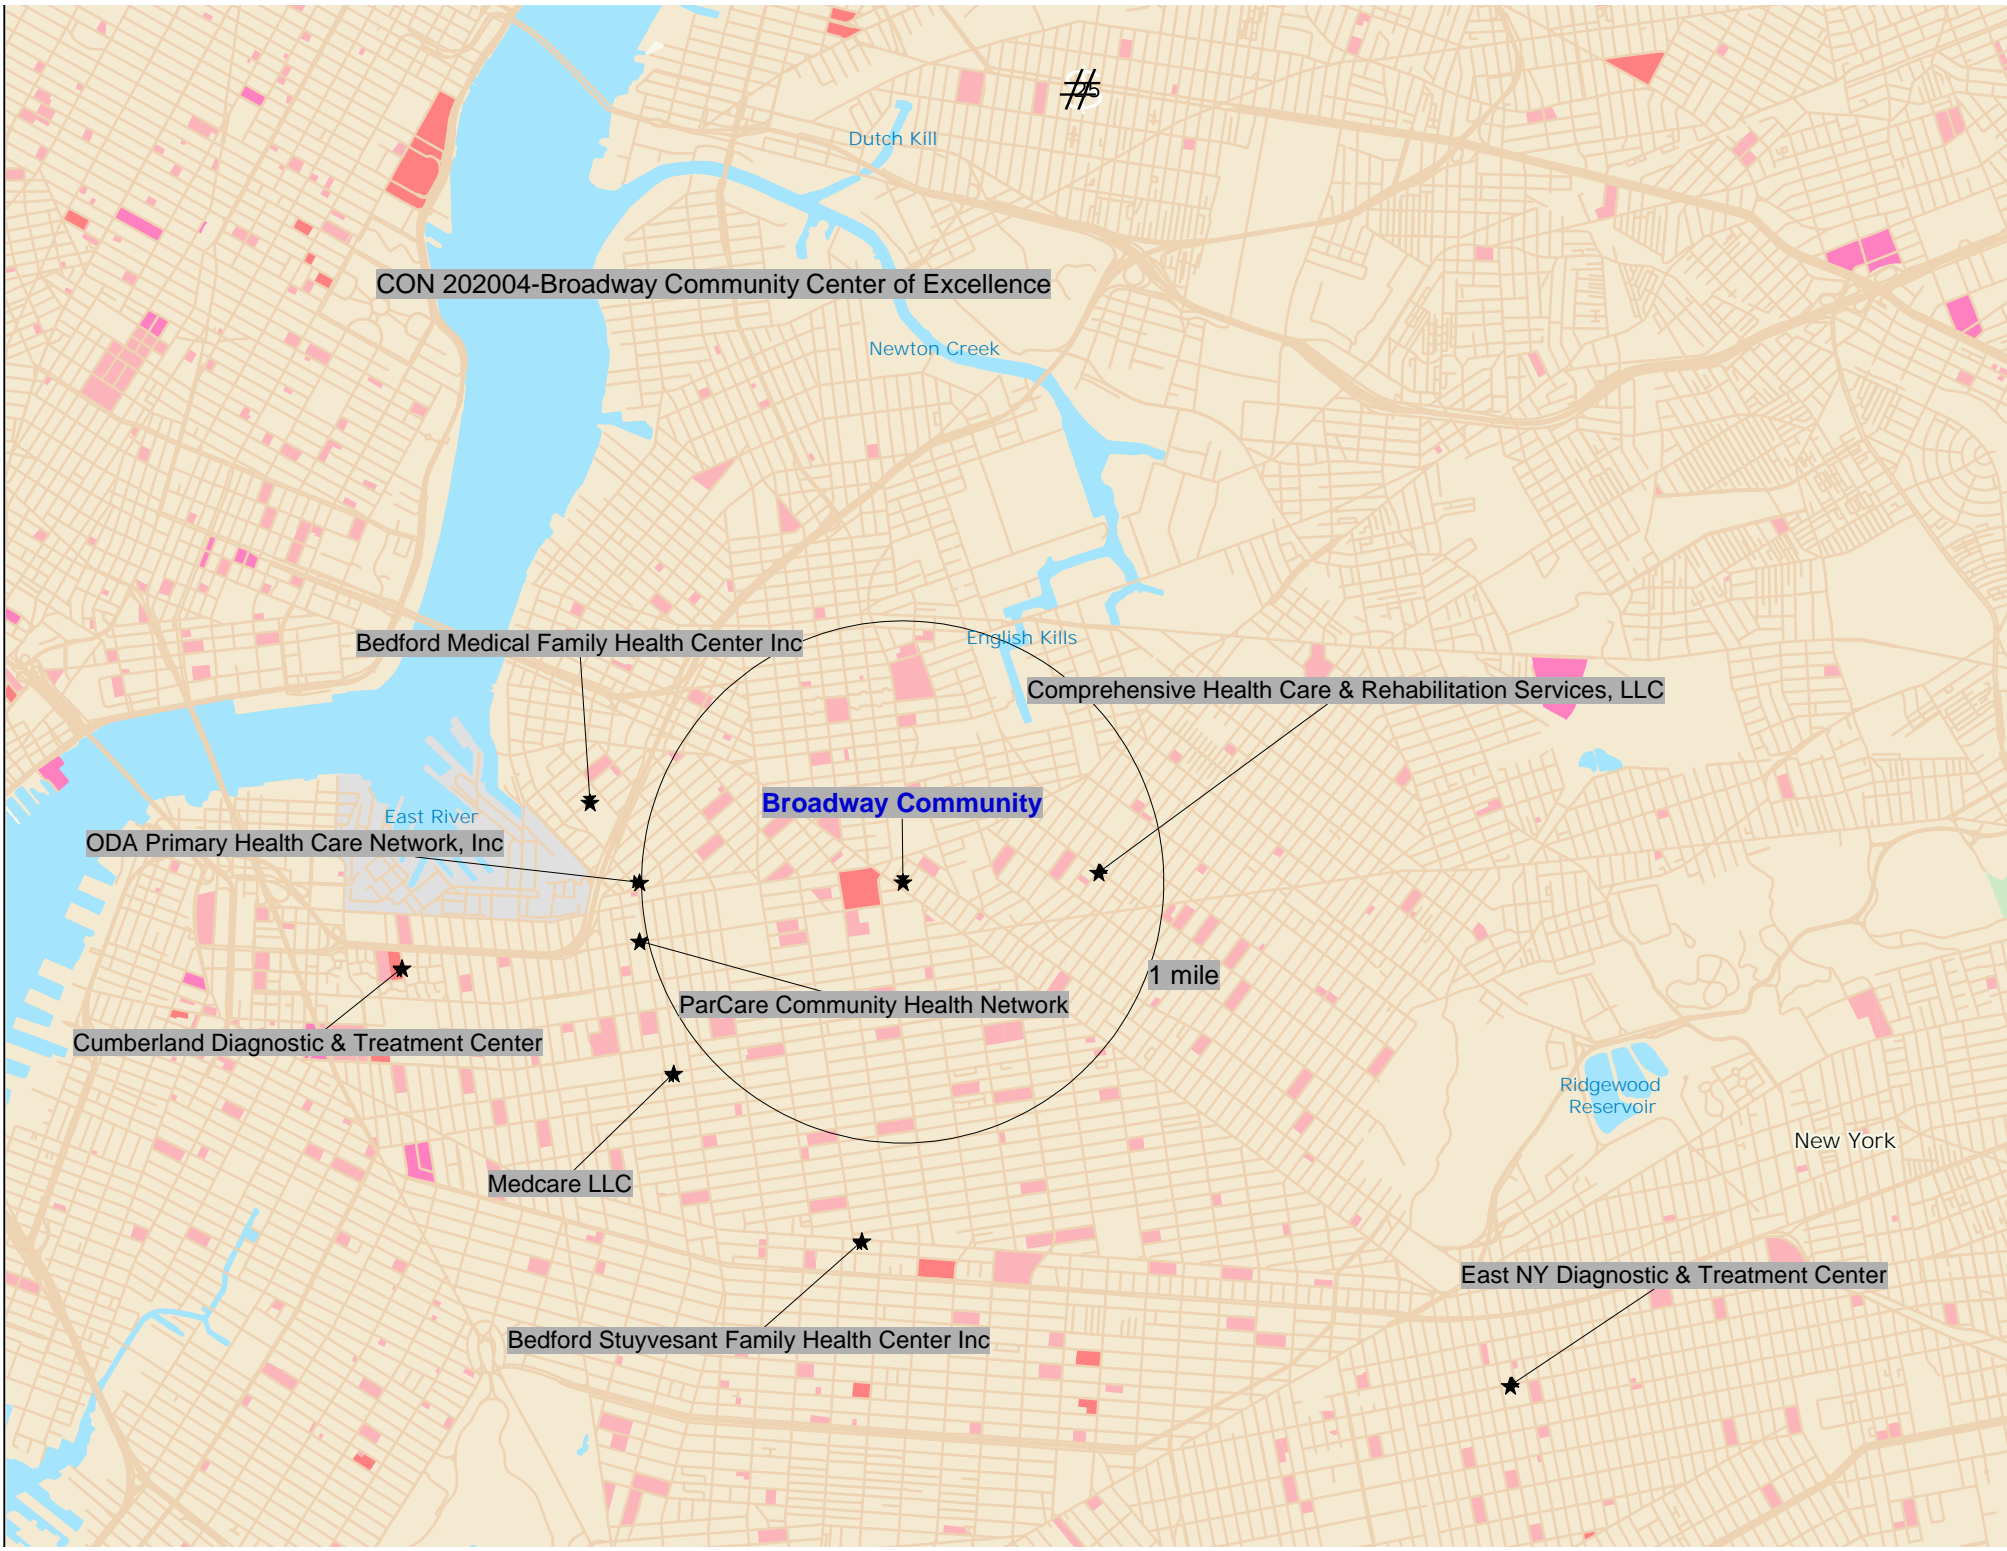 25
Dutch Kill
CON 202004-Broadway Community Center of Excellence
Newton Creek
English Kills
Bedford Medical Family Health Center Inc
Comprehensive Health Care & Rehabilitation Services, LLC
Broadway Community
East River
ODA Primary Health Care Network, Inc
1 mile
ParCare Community Health Network
Cumberland Diagnostic & Treatment Center
Ridgewood
Reservoir
New York
Medcare LLC
East NY Diagnostic & Treatment Center
Bedford Stuyvesant Family Health Center Inc